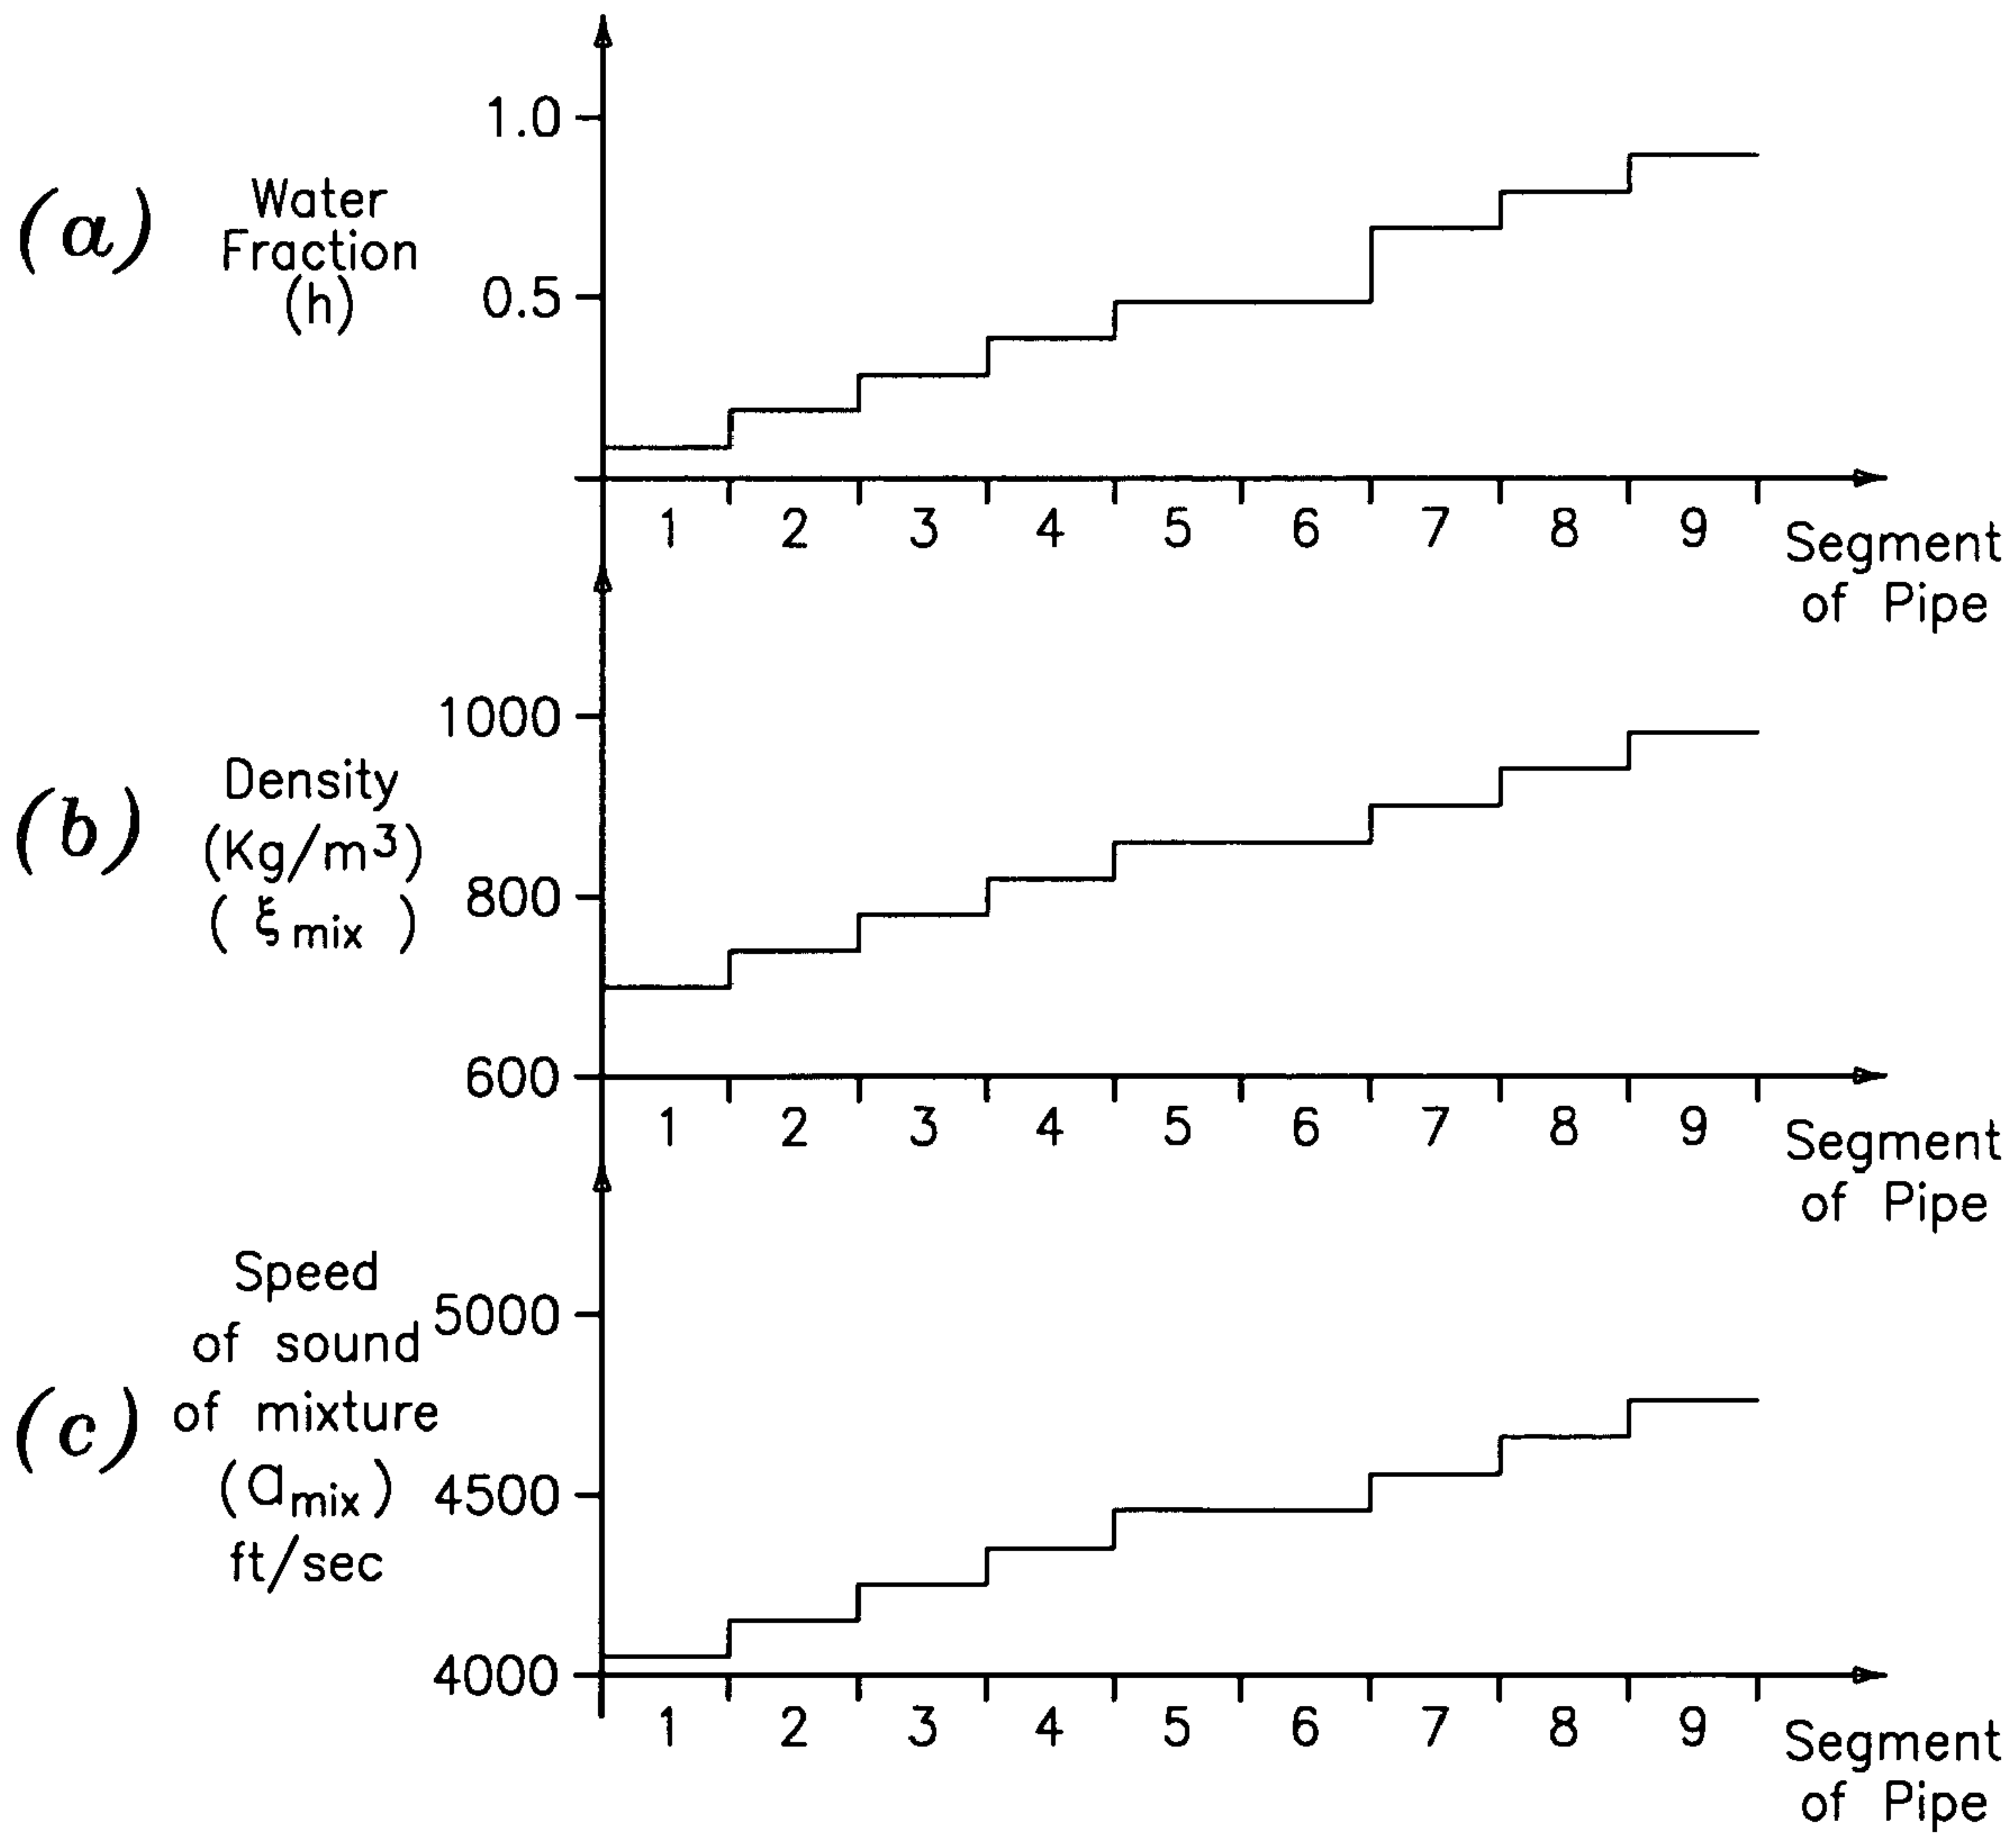 (a)
Water
Fraction
(h)
1.0
0.5
1 2 3 4 5 6 7 8 9
Segment
of Pipe
(b)
Density
(Kg/m³)
( ξmix )
1000
800
600
1 2 3 4 5 6 7 8 9
Segment
of Pipe
(c)
Speed
of sound
of mixture
(amix)
ft/sec
5000
4500
4000
1 2 3 4 5 6 7 8 9
Segment
of Pipe